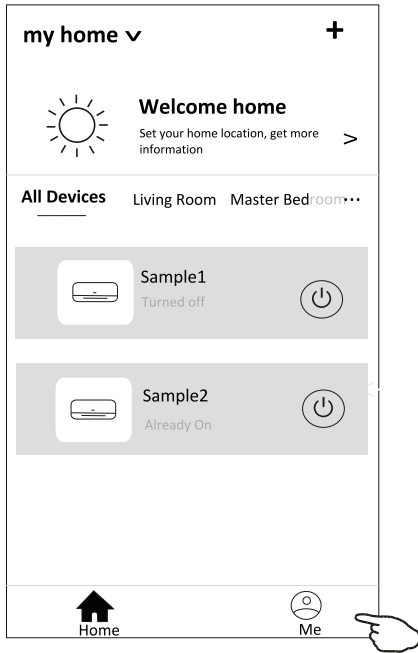 my home
Welcome home
Set your home location, get more
information
All Devices Living Room Master Bedroom...
Sample1
Turned off
Sample2
Already On
Home Me